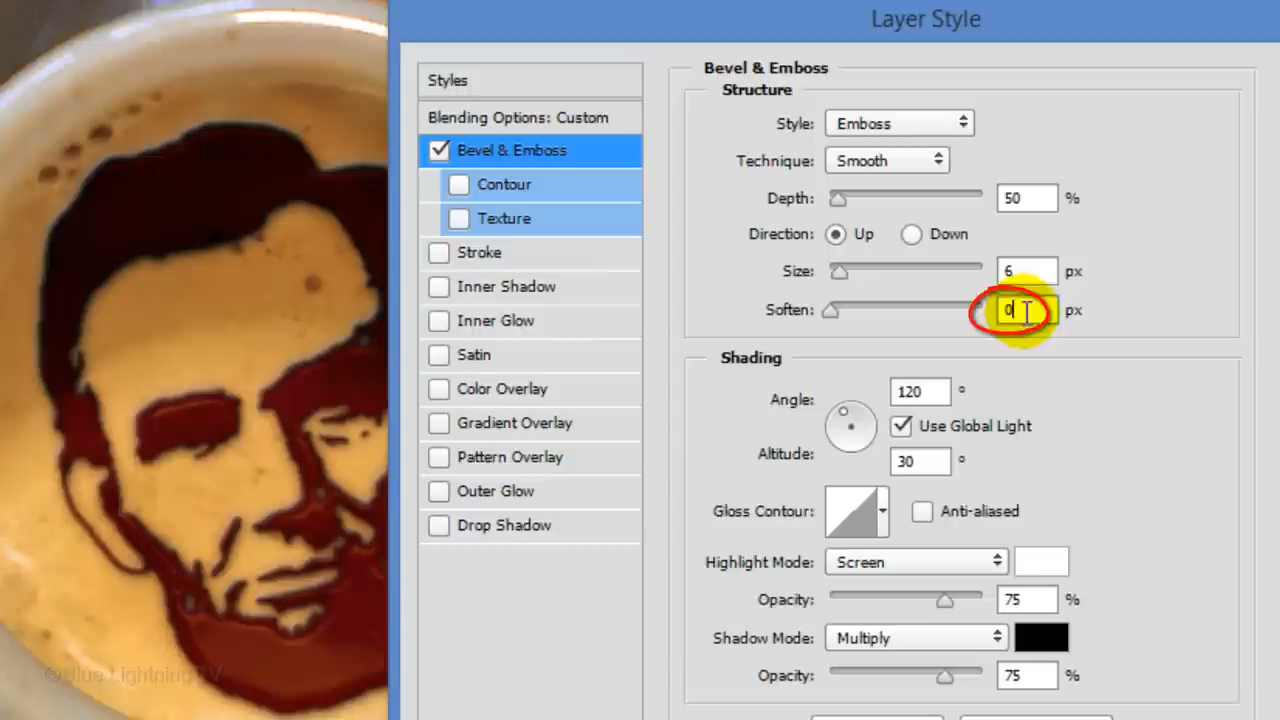 Layer Style
Styles
Blending Options: Custom
Bevel & Emboss
Contour
Texture
Stroke
Inner Shadow
Inner Glow
Satin
Color Overlay
Gradient Overlay
Pattern Overlay
Outer Glow
Drop Shadow
Bevel & Emboss
Structure
Style: Emboss
Technique: Smooth
Depth: 50 %
Direction: Up Down
Size: 6 px
Soften: 0 px
Shading
Angle: 120 °
Use Global Light
Altitude: 30 °
Gloss Contour: Anti-aliased
Highlight Mode: Screen
Opacity: 75 %
Shadow Mode: Multiply
Opacity: 75 %
©Blue Lightning TV